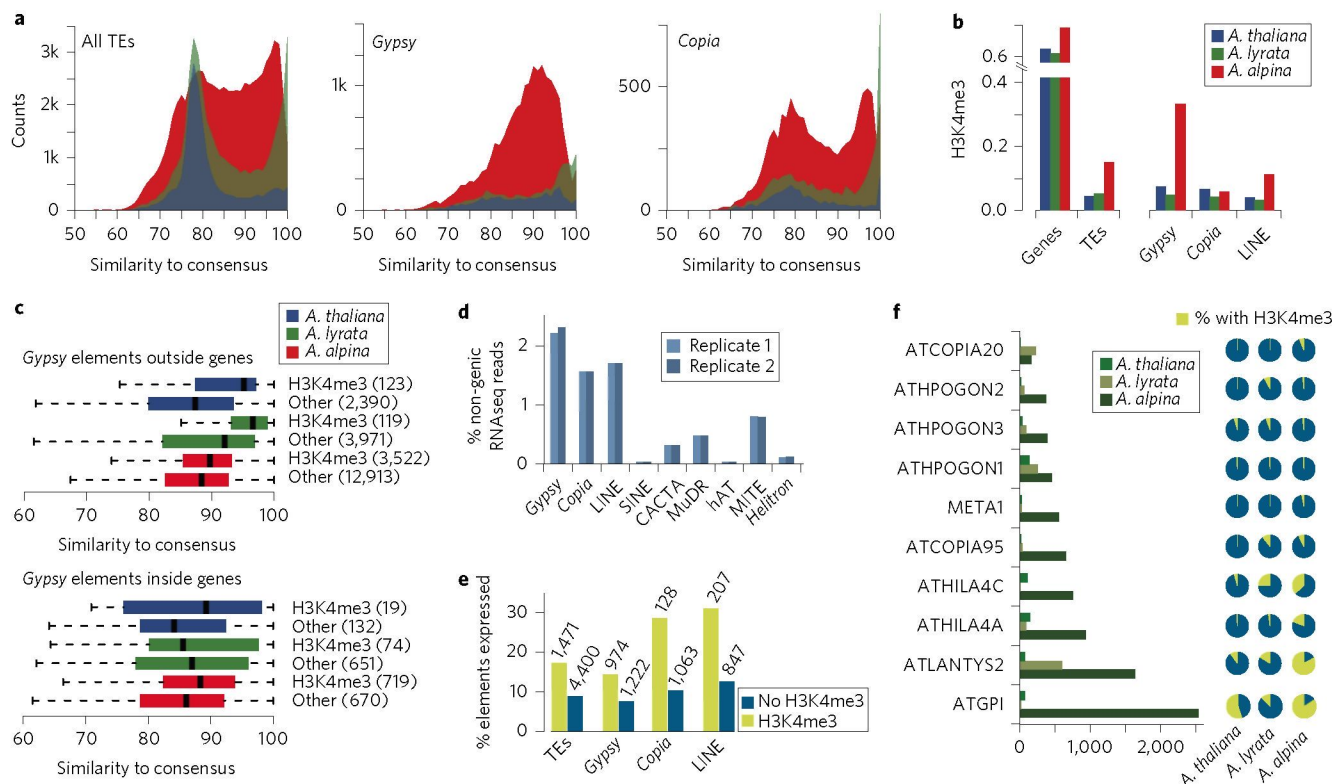 a
All TEs
3k
2k
1k
0
Counts
50 60 70 80 90 100
Similarity to consensus
Gypsy
1k
0
50 60 70 80 90 100
Similarity to consensus
Copia
500
0
50 60 70 80 90 100
Similarity to consensus
b
A. thaliana
A. lyrata
A. alpina
H3K4me3
0.6
0.4
0.2
0.0
Genes
TEs
Gypsy
Copia
LINE
c
A. thaliana
A. lyrata
A. alpina
Gypsy elements outside genes
H3K4me3 (123)
Other (2,390)
H3K4me3 (119)
Other (3,971)
H3K4me3 (3,522)
Other (12,913)
60 70 80 90 100
Similarity to consensus
Gypsy elements inside genes
H3K4me3 (19)
Other (132)
H3K4me3 (74)
Other (651)
H3K4me3 (719)
Other (670)
60 70 80 90 100
Similarity to consensus
d
Replicate 1
Replicate 2
% non-genic
RNAseq reads
2
1
0
Gypsy
Copia
LINE
SINE
CACTA
MuDR
hAT
MITE
Helitron
e
% elements expressed
30
20
10
0
1,471
4,400
974
1,222
128
1,063
207
847
No H3K4me3
H3K4me3
TEs
Gypsy
Copia
LINE
f
% with H3K4me3
A. thaliana
A. lyrata
A. alpina
ATCOPIA20
ATHPOGON2
ATHPOGON3
ATHPOGON1
META1
ATCOPIA95
ATHILA4C
ATHILA4A
ATLANTYS2
ATGPI
0 1,000 2,000
A. thaliana
A. lyrata
A. alpina